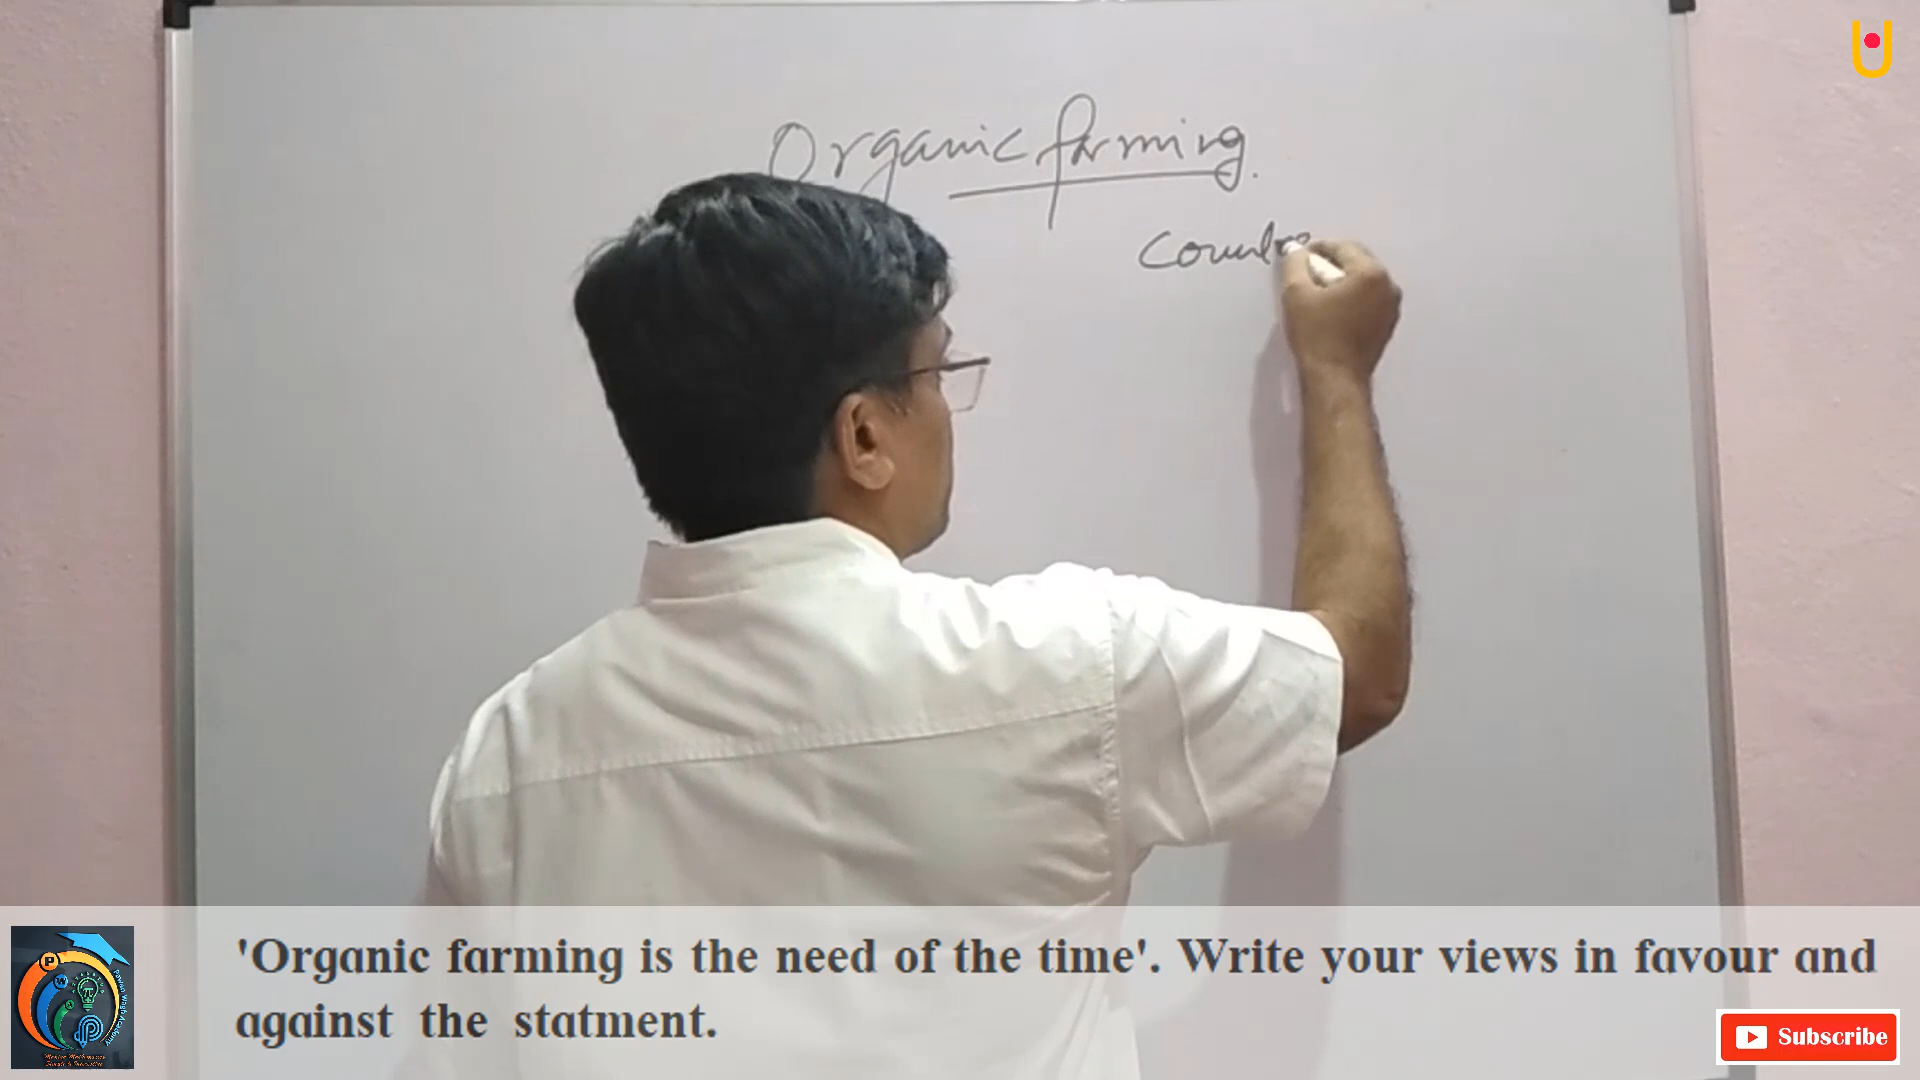 Organic farming.
'Organic farming is the need of the time'. Write your views in favour and
against the statment.
Subscribe